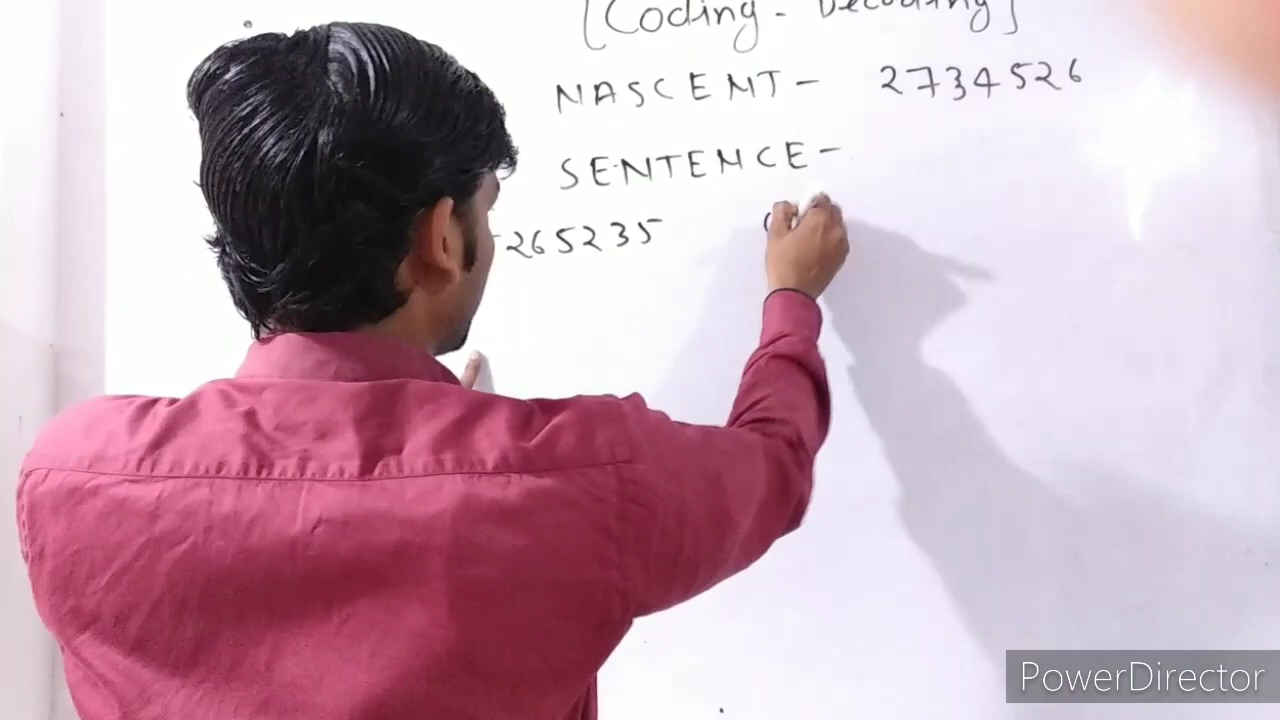 [Coding - Decoding]
NASCENT - 2734526
SENTENCE -
265235
PowerDirector